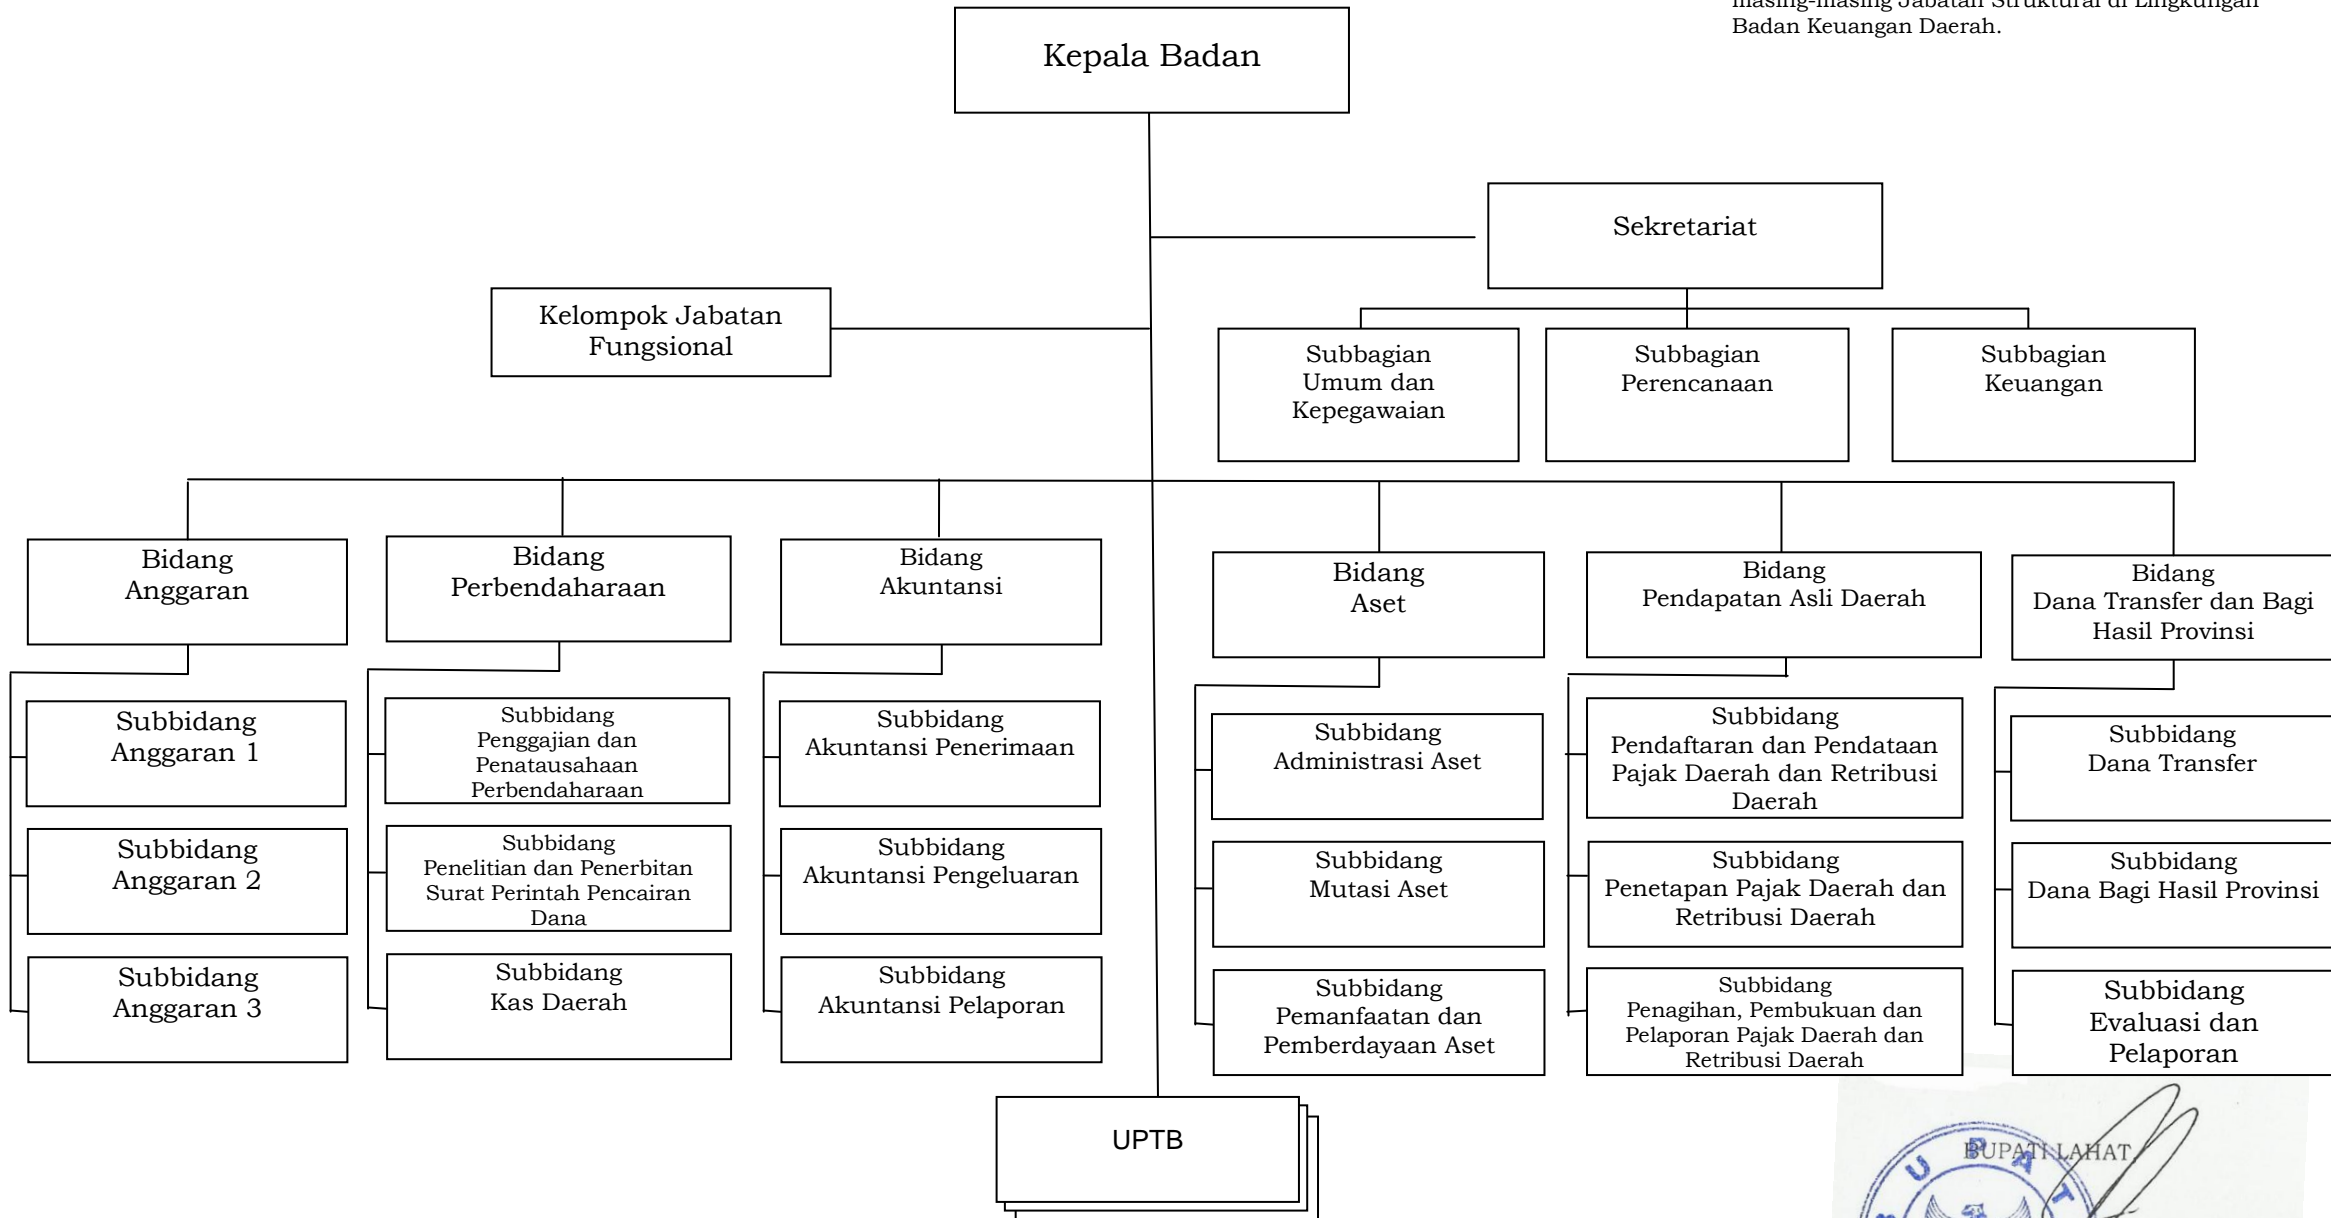 masing-masing Jabatan Struktural di Lingkungan
Badan Keuangan Daerah.
Kepala Badan
Sekretariat
Kelompok Jabatan
Fungsional
Subbagian
Umum dan
Kepegawaian
Subbagian
Perencanaan
Subbagian
Keuangan
Bidang
Anggaran
Bidang
Perbendaharaan
Bidang
Akuntansi
Bidang
Aset
Bidang
Pendapatan Asli Daerah
Bidang
Dana Transfer dan Bagi
Hasil Provinsi
Subbidang
Anggaran 1
Subbidang
Penggajian dan
Penatausahaan
Perbendaharaan
Subbidang
Akuntansi Penerimaan
Subbidang
Administrasi Aset
Subbidang
Pendaftaran dan Pendataan
Pajak Daerah dan Retribusi
Daerah
Subbidang
Dana Transfer
Subbidang
Anggaran 2
Subbidang
Penelitian dan Penerbitan
Surat Perintah Pencairan
Dana
Subbidang
Akuntansi Pengeluaran
Subbidang
Mutasi Aset
Subbidang
Penetapan Pajak Daerah dan
Retribusi Daerah
Subbidang
Dana Bagi Hasil Provinsi
Subbidang
Anggaran 3
Subbidang
Kas Daerah
Subbidang
Akuntansi Pelaporan
Subbidang
Pemanfaatan dan
Pemberdayaan Aset
Subbidang
Penagihan, Pembukuan dan
Pelaporan Pajak Daerah dan
Retribusi Daerah
Subbidang
Evaluasi dan
Pelaporan
UPTB
BUPATI LAHAT,